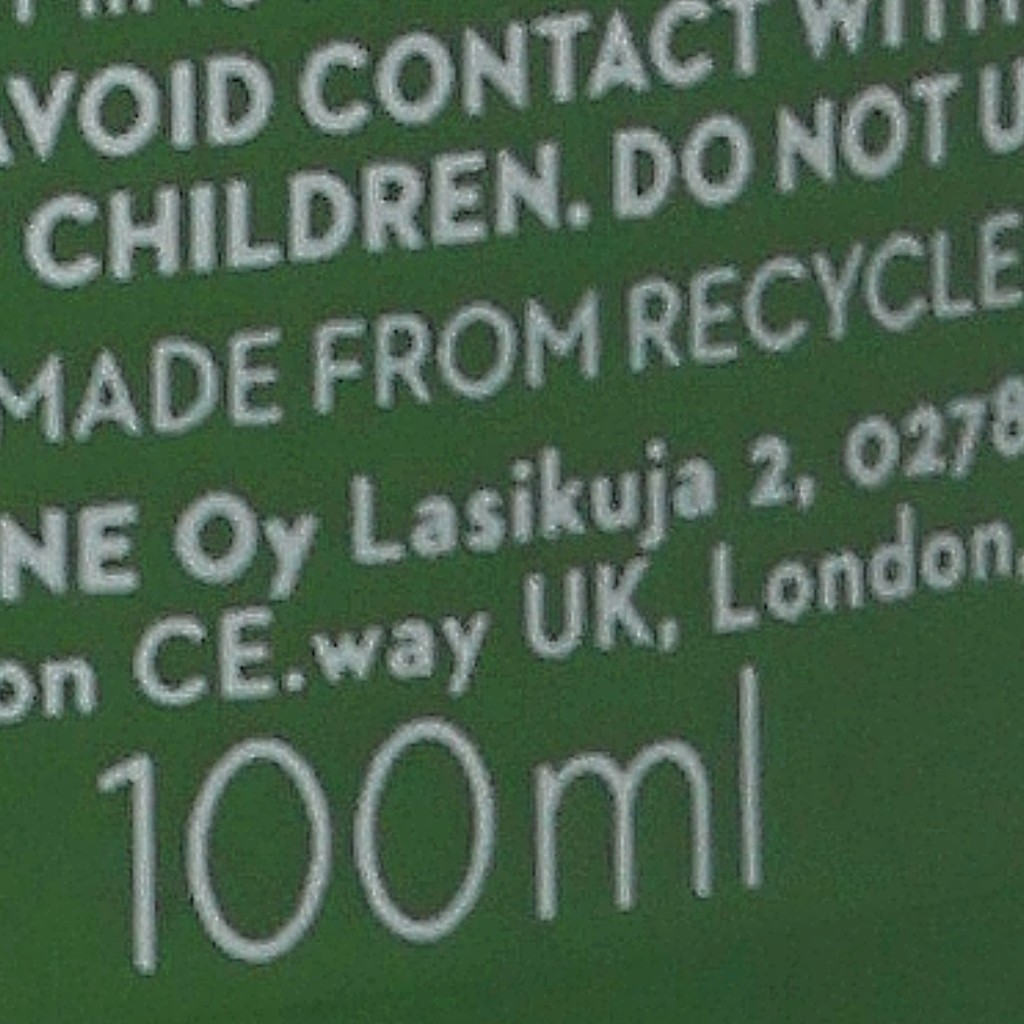 AVOID CONTACT WITH
CHILDREN. DO NOT U
MADE FROM RECYCLE
NE Oy Lasikuja 2, 0278
on CE.way UK, London,
100ml